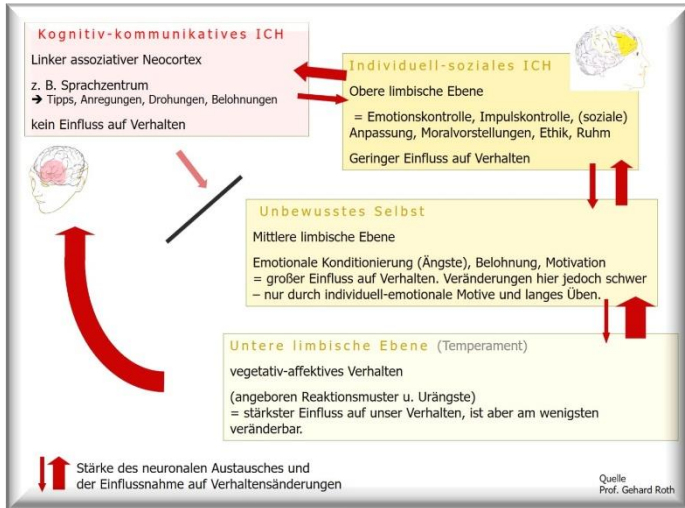 Kognitiv-kommunikatives ICH
Linker assoziativer Neocortex
z. B. Sprachzentrum
➔ Tipps, Anregungen, Drohungen, Belohnungen
kein Einfluss auf Verhalten
Individuell-soziales ICH
Obere limbische Ebene
= Emotionskontrolle, Impulskontrolle, (soziale)
Anpassung, Moralvorstellungen, Ethik, Ruhm
Geringer Einfluss auf Verhalten
Unbewusstes Selbst
Mittlere limbische Ebene
Emotionale Konditionierung (Ängste), Belohnung, Motivation
= großer Einfluss auf Verhalten. Veränderungen hier jedoch schwer
– nur durch individuell-emotionale Motive und langes Üben.
Untere limbische Ebene (Temperament)
vegetativ-affektives Verhalten
(angeboren Reaktionsmuster u. Urängste)
= stärkster Einfluss auf unser Verhalten, ist aber am wenigsten
veränderbar.
Stärke des neuronalen Austausches und
der Einflussnahme auf Verhaltensänderungen
Quelle
Prof. Gehard Roth